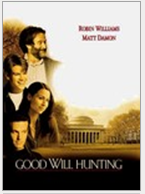 ROBIN WILLIAMS
MATT DAMON
GOOD WILL HUNTING